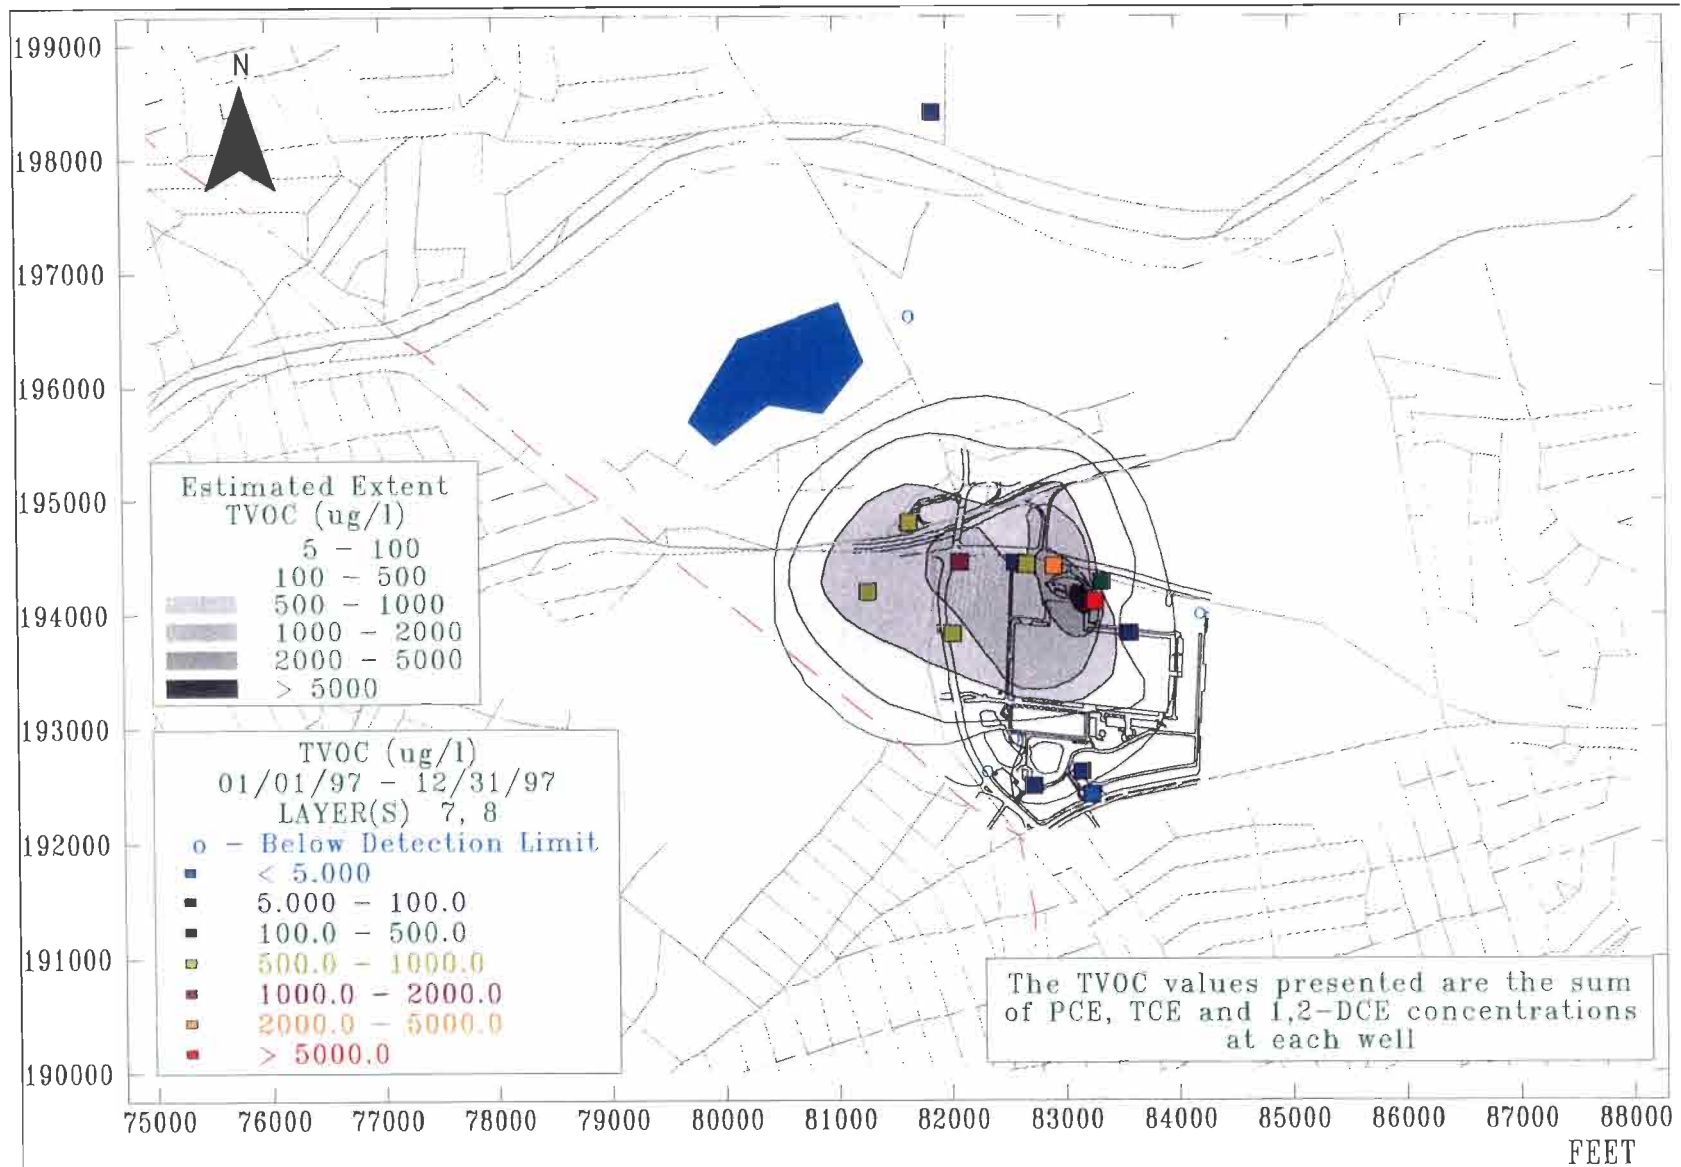 199000
198000
197000
196000
195000
194000
193000
192000
191000
190000
N
Estimated Extent
TVOC (ug/l)
5 - 100
100 - 500
500 - 1000
1000 - 2000
2000 - 5000
> 5000
TVOC (ug/l)
01/01/97 - 12/31/97
LAYER(S) 7, 8
o - Below Detection Limit
< 5.000
5.000 - 100.0
100.0 - 500.0
500.0 - 1000.0
1000.0 - 2000.0
2000.0 - 5000.0
> 5000.0
The TVOC values presented are the sum
of PCE, TCE and 1,2-DCE concentrations
at each well
75000 76000 77000 78000 79000 80000 81000 82000 83000 84000 85000 86000 87000 88000
FEET